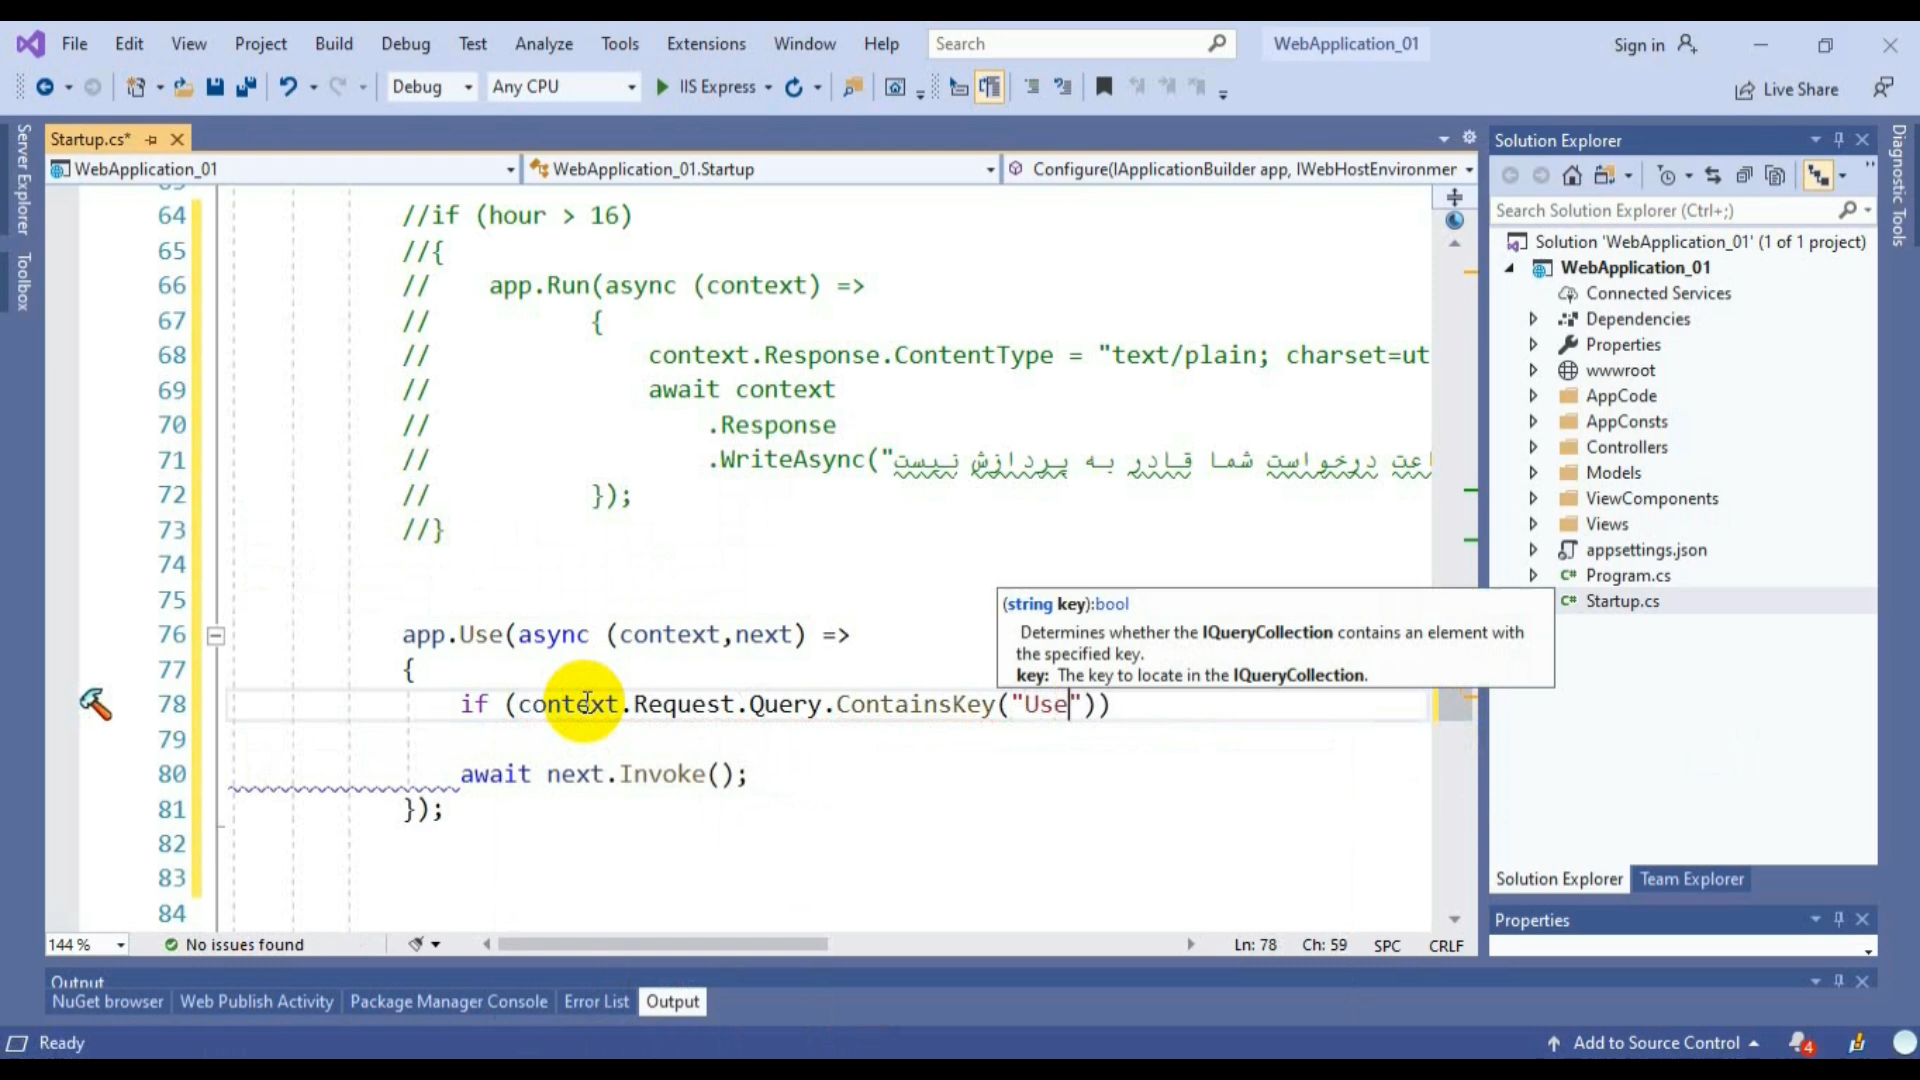 File Edit View Project Build Debug Test Analyze Tools Extensions Window Help Search WebApplication_01 Sign in
Debug Any CPU IIS Express Live Share
Startup.cs*
WebApplication_01 WebApplication_01.Startup Configure(IApplicationBuilder app, IWebHostEnvironmer
Server Explorer
Toolbox
64 //if (hour > 16)
65 //{
66 // app.Run(async (context) =>
67 // {
68 // context.Response.ContentType = "text/plain; charset=ut
69 // await context
70 // .Response
71 // .WriteAsync("عت درخواست شما قادر به پردازش نیست
72 // });
73 //}
74
75
76 app.Use(async (context,next) =>
77 {
78 if (context.Request.Query.ContainsKey("Use"))
79
80 await next.Invoke();
81 });
82
83
84
(string key):bool
Determines whether the IQueryCollection contains an element with
the specified key.
key: The key to locate in the IQueryCollection.
144 % No issues found Ln: 78 Ch: 59 SPC CRLF
Solution Explorer
Search Solution Explorer (Ctrl+;)
Solution 'WebApplication_01' (1 of 1 project)
WebApplication_01
Connected Services
Dependencies
Properties
wwwroot
AppCode
AppConsts
Controllers
Models
ViewComponents
Views
appsettings.json
C# Program.cs
C# Startup.cs
Solution Explorer Team Explorer
Properties
Diagnostic Tools
Output
NuGet browser Web Publish Activity Package Manager Console Error List Output
Ready Add to Source Control 4